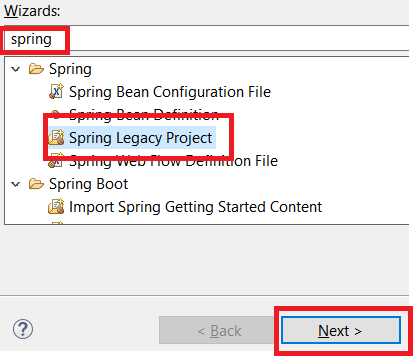 Wizards:
spring
Spring
Spring Bean Configuration File
Spring Bean Definition
Spring Legacy Project
Spring Web Flow Definition File
Spring Boot
Import Spring Getting Started Content
?
< Back
Next >